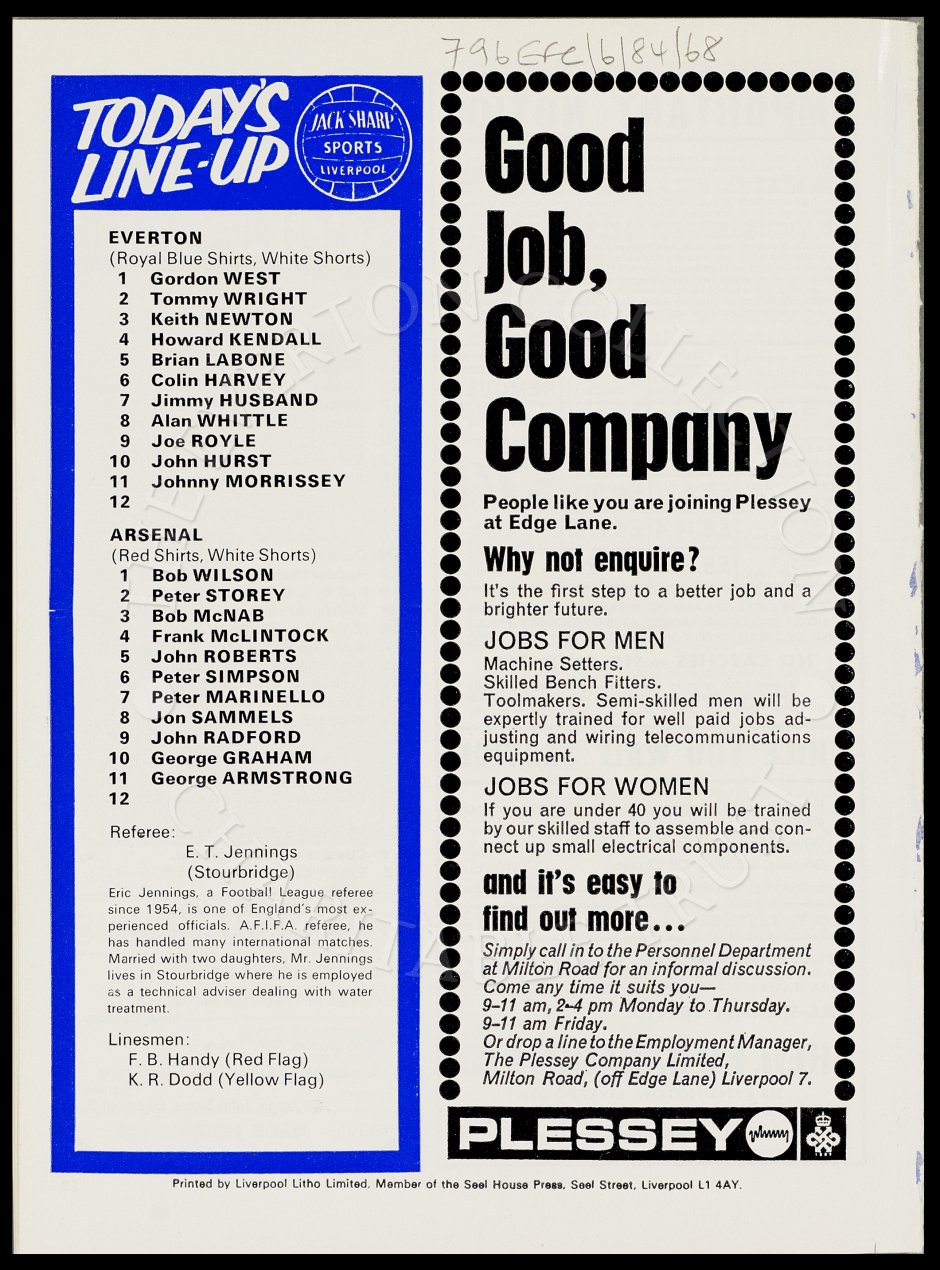 796 EFC/6/84/68
TODAY'S
LINE-UP
JACK SHARP
SPORTS
LIVERPOOL
EVERTON
(Royal Blue Shirts, White Shorts)
1 Gordon WEST
2 Tommy WRIGHT
3 Keith NEWTON
4 Howard KENDALL
5 Brian LABONE
6 Colin HARVEY
7 Jimmy HUSBAND
8 Alan WHITTLE
9 Joe ROYLE
10 John HURST
11 Johnny MORRISSEY
12
ARSENAL
(Red Shirts, White Shorts)
1 Bob WILSON
2 Peter STOREY
3 Bob McNAB
4 Frank McLINTOCK
5 John ROBERTS
6 Peter SIMPSON
7 Peter MARINELLO
8 Jon SAMMELS
9 John RADFORD
10 George GRAHAM
11 George ARMSTRONG
12
Referee:
E. T. Jennings
(Stourbridge)
Eric Jennings, a Football League referee
since 1954, is one of England's most ex-
perienced officials. A.F.I.F.A. referee, he
has handled many international matches.
Married with two daughters, Mr. Jennings
lives in Stourbridge where he is employed
as a technical adviser dealing with water
treatment.
Linesmen:
F. B. Handy (Red Flag)
K. R. Dodd (Yellow Flag)
Good
Job,
Good
Company
People like you are joining Plessey
at Edge Lane.
Why not enquire?
It's the first step to a better job and a
brighter future.
JOBS FOR MEN
Machine Setters.
Skilled Bench Fitters.
Toolmakers. Semi-skilled men will be
expertly trained for well paid jobs ad-
justing and wiring telecommunications
equipment.
JOBS FOR WOMEN
If you are under 40 you will be trained
by our skilled staff to assemble and con-
nect up small electrical components.
and it's easy to
find out more...
Simply call in to the Personnel Department
at Milton Road for an informal discussion.
Come any time it suits you—
9–11 am, 2–4 pm Monday to Thursday.
9–11 am Friday.
Or drop a line to the Employment Manager,
The Plessey Company Limited,
Milton Road, (off Edge Lane) Liverpool 7.
PLESSEY
Printed by Liverpool Litho Limited, Member of the Seel House Press, Seel Street, Liverpool L1 4AY.
THE EVERTON COLLECTION
CHARITABLE TRUST